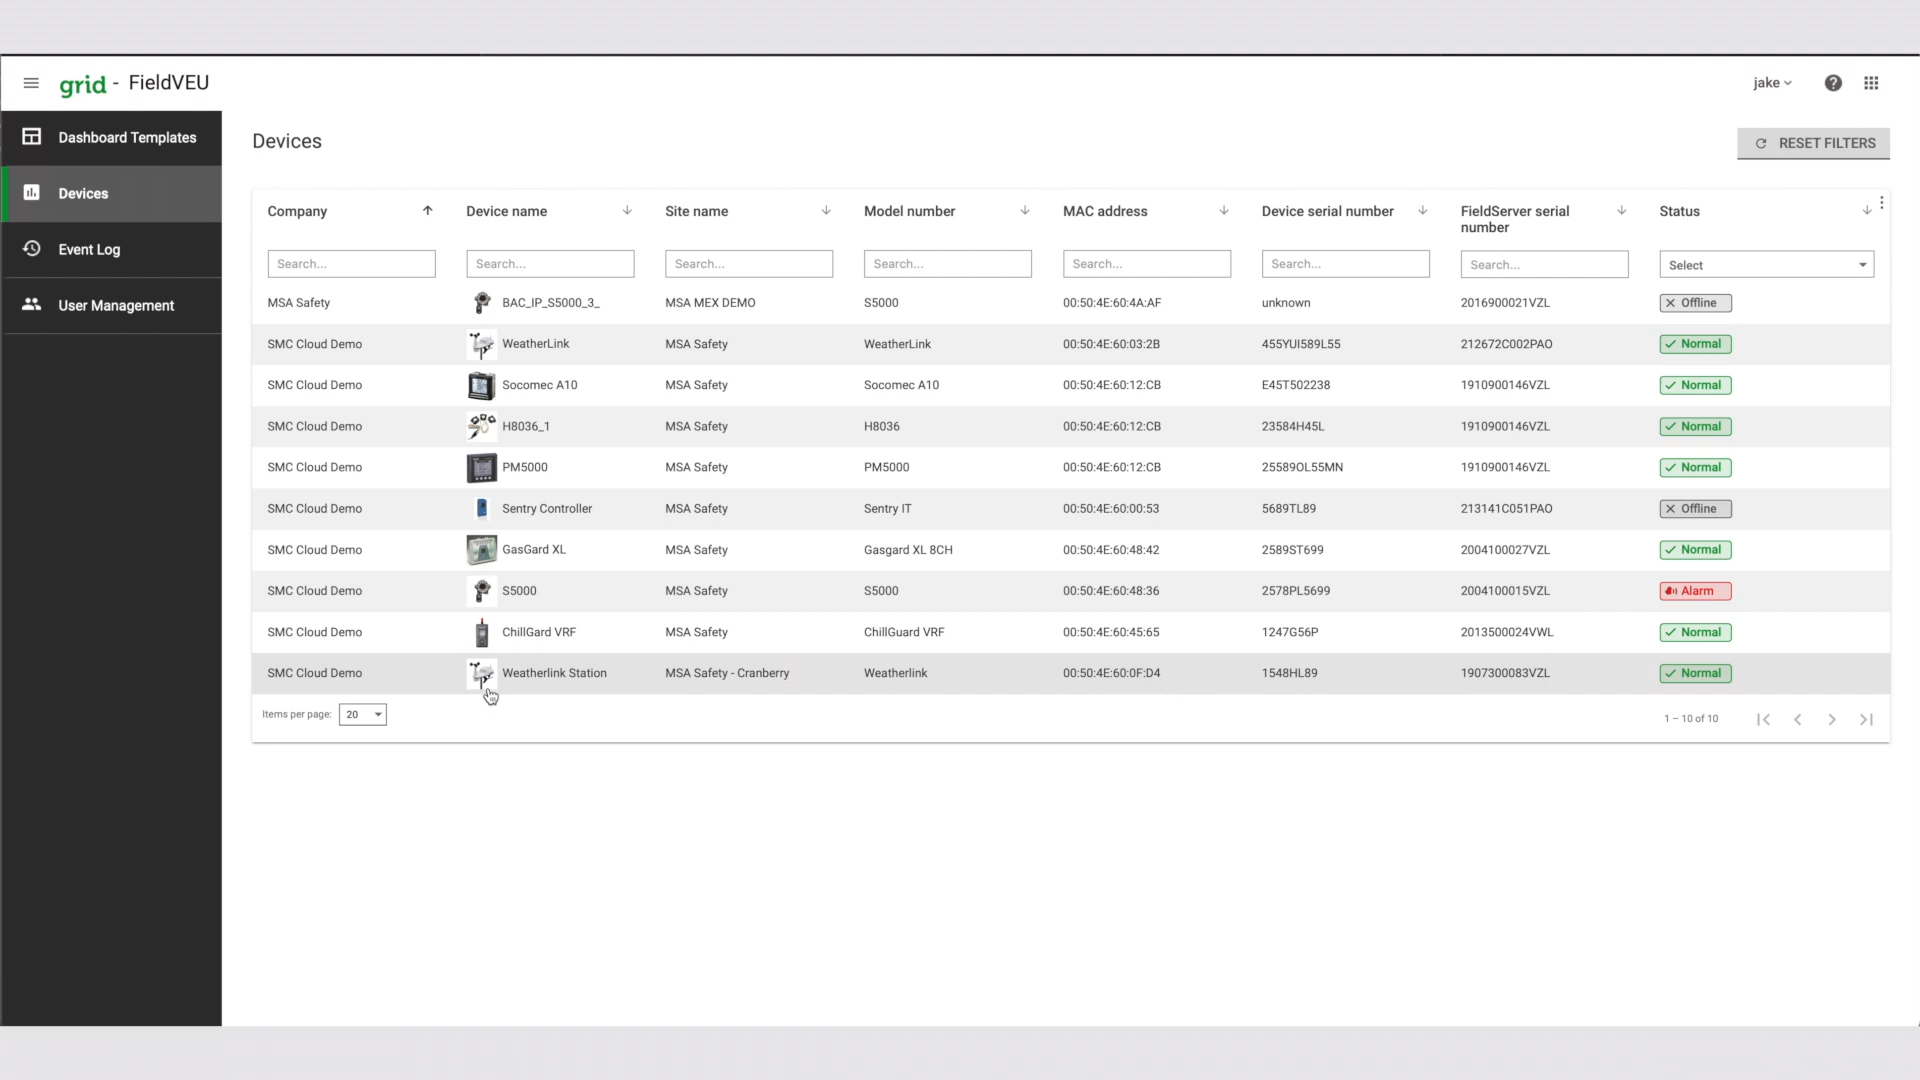 grid - FieldVEU
jake
Dashboard Templates
Devices
Event Log
User Management
Devices
RESET FILTERS
Company Device name Site name Model number MAC address Device serial number FieldServer serial number Status
Search... Search... Search... Search... Search... Search... Search... Select
MSA Safety BAC_IP_S5000_3_ MSA MEX DEMO S5000 00:50:4E:60:4A:AF unknown 2016900021VZL Offline
SMC Cloud Demo WeatherLink MSA Safety WeatherLink 00:50:4E:60:03:2B 455YUI589L55 212672C002PAO Normal
SMC Cloud Demo Socomec A10 MSA Safety Socomec A10 00:50:4E:60:12:CB E45T502238 1910900146VZL Normal
SMC Cloud Demo H8036_1 MSA Safety H8036 00:50:4E:60:12:CB 23584H45L 1910900146VZL Normal
SMC Cloud Demo PM5000 MSA Safety PM5000 00:50:4E:60:12:CB 25589OL55MN 1910900146VZL Normal
SMC Cloud Demo Sentry Controller MSA Safety Sentry IT 00:50:4E:60:00:53 5689TL89 213141C051PAO Offline
SMC Cloud Demo GasGard XL MSA Safety Gasgard XL 8CH 00:50:4E:60:48:42 2589ST699 2004100027VZL Normal
SMC Cloud Demo S5000 MSA Safety S5000 00:50:4E:60:48:36 2578PL5699 2004100015VZL Alarm
SMC Cloud Demo ChillGard VRF MSA Safety ChillGuard VRF 00:50:4E:60:45:65 1247G56P 2013500024VWL Normal
SMC Cloud Demo Weatherlink Station MSA Safety - Cranberry Weatherlink 00:50:4E:60:0F:D4 1548HL89 1907300083VZL Normal
Items per page: 20
1 – 10 of 10